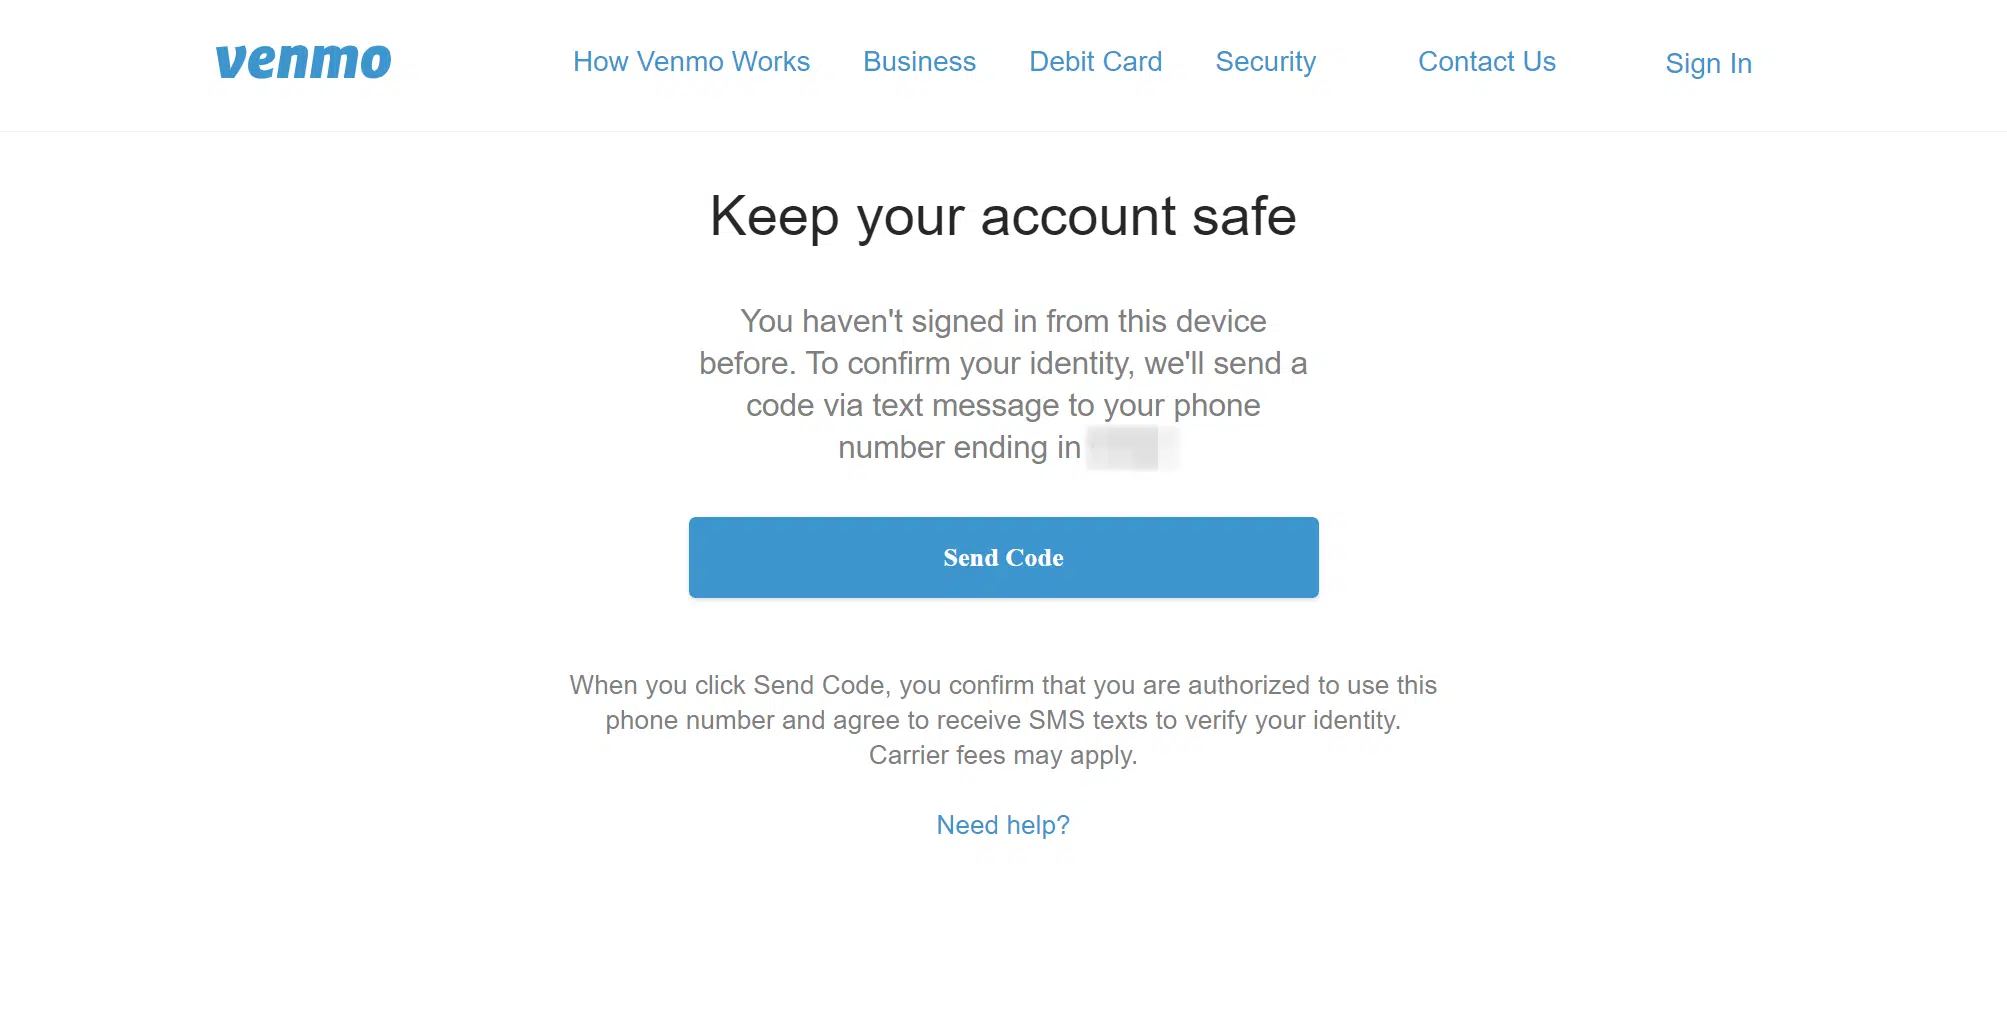 venmo
How Venmo Works Business Debit Card Security Contact Us Sign In
Keep your account safe
You haven't signed in from this device
before. To confirm your identity, we'll send a
code via text message to your phone
number ending in
Send Code
When you click Send Code, you confirm that you are authorized to use this
phone number and agree to receive SMS texts to verify your identity.
Carrier fees may apply.
Need help?